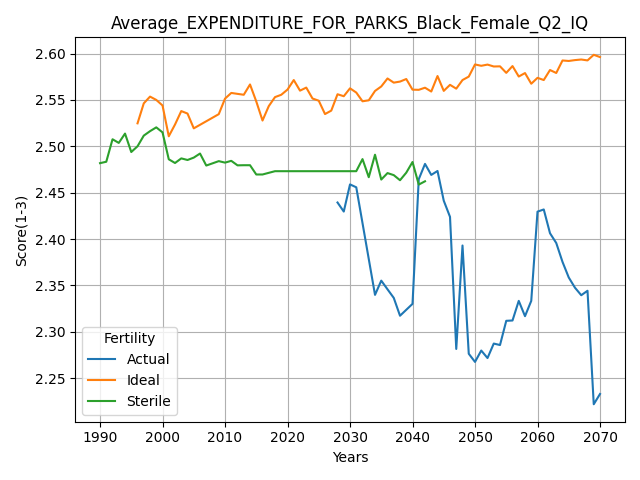 Average_EXPENDITURE_FOR_PARKS_Black_Female_Q2_IQ
Score(1-3)
2.60
2.55
2.50
2.45
2.40
2.35
2.30
2.25
Fertility
Actual
Ideal
Sterile
1990 2000 2010 2020 2030 2040 2050 2060 2070
Years